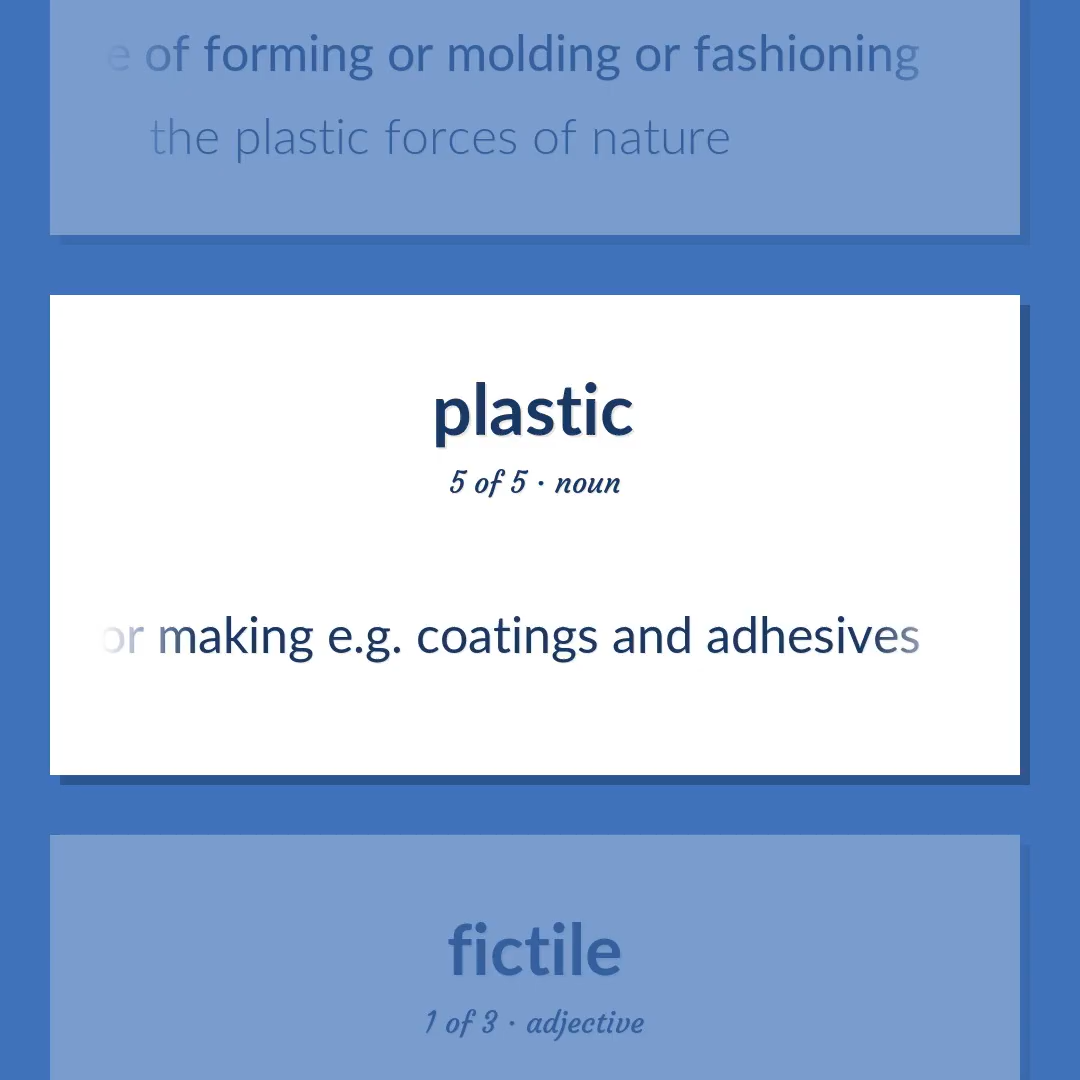 e of forming or molding or fashioning
the plastic forces of nature
plastic
5 of 5 · noun
or making e.g. coatings and adhesives
fictile
1 of 3 · adjective